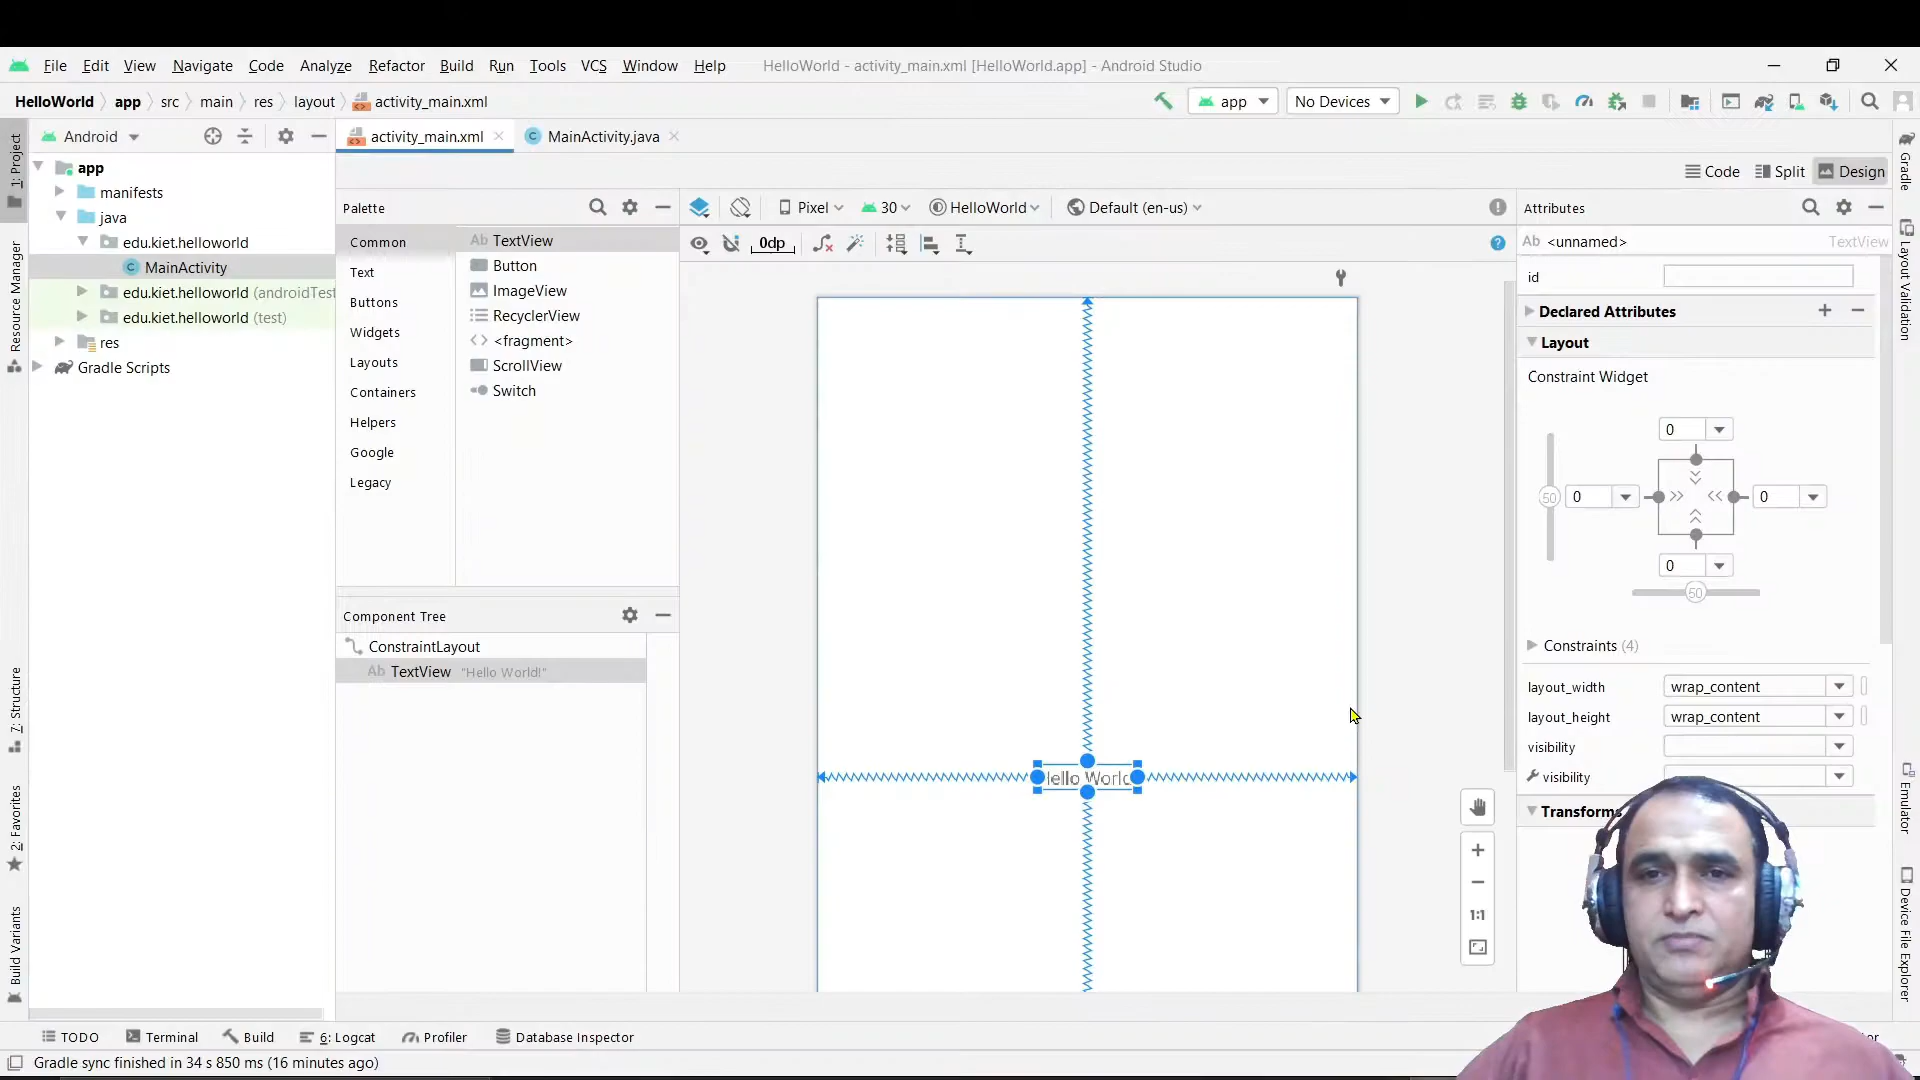 File Edit View Navigate Code Analyze Refactor Build Run Tools VCS Window Help HelloWorld - activity_main.xml [HelloWorld.app] - Android Studio
HelloWorld app src main res layout activity_main.xml app No Devices
1: Project
Android
activity_main.xml MainActivity.java
app
manifests
java
edu.kiet.helloworld
MainActivity
edu.kiet.helloworld (androidTest
edu.kiet.helloworld (test)
res
Gradle Scripts
Resource Manager
7: Structure
2: Favorites
Build Variants
Code Split Design
Palette
Common
Text
Buttons
Widgets
Layouts
Containers
Helpers
Google
Legacy
Ab TextView
Button
ImageView
RecyclerView
<fragment>
ScrollView
Switch
Component Tree
ConstraintLayout
Ab TextView "Hello World!"
Pixel 30 HelloWorld Default (en-us)
0dp
Hello World
1:1
Attributes
Ab <unnamed> TextView
id
Declared Attributes
Layout
Constraint Widget
0
50 0 0
0
50
Constraints (4)
layout_width wrap_content
layout_height wrap_content
visibility
visibility
Transforms
Gradle
Layout Validation
Emulator
Device File Explorer
TODO Terminal Build 6: Logcat Profiler Database Inspector
Gradle sync finished in 34 s 850 ms (16 minutes ago)